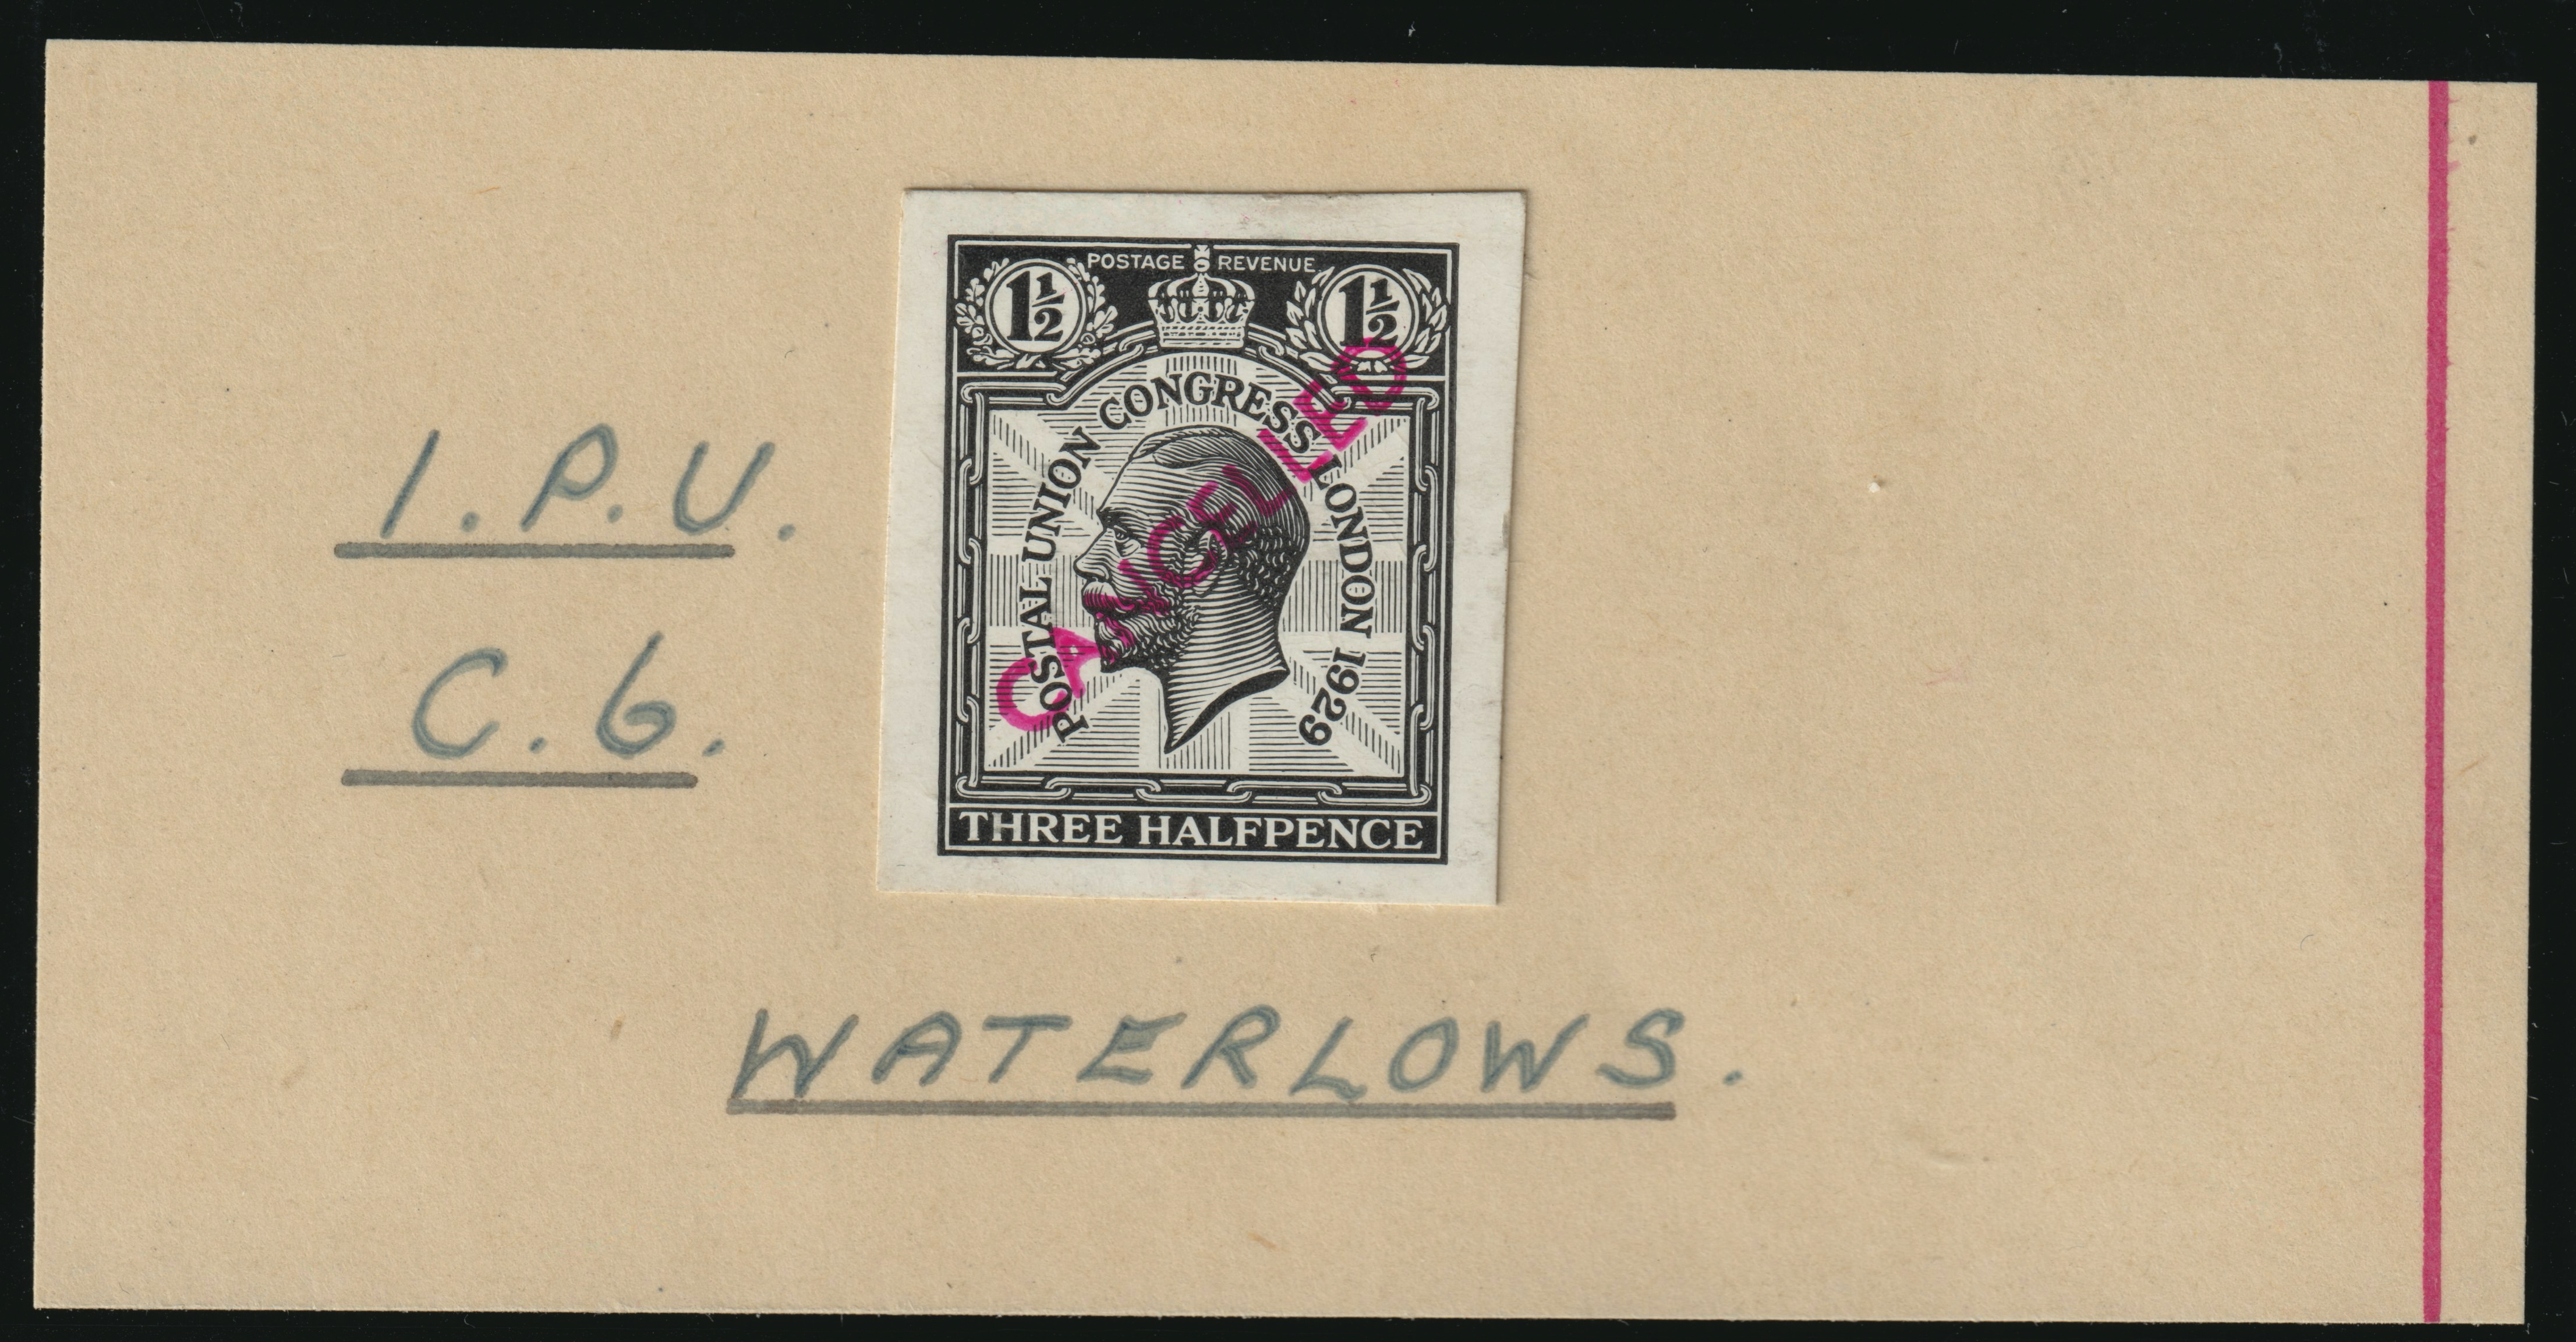 POSTAGE REVENUE
1½ 1½
POSTAL UNION CONGRESS LONDON 1929
CANCELLED
THREE HALFPENCE
I.P.U.
C.6.
WATERLOWS.